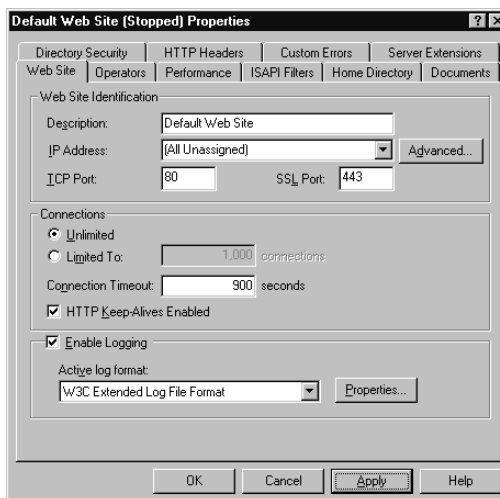 Default Web Site (Stopped) Properties
Directory Security HTTP Headers Custom Errors Server Extensions
Web Site Operators Performance ISAPI Filters Home Directory Documents
Web Site Identification
Description: Default Web Site
IP Address: (All Unassigned) Advanced...
TCP Port: 80 SSL Port: 443
Connections
Unlimited
Limited To: 1,000 connections
Connection Timeout: 900 seconds
HTTP Keep-Alives Enabled
Enable Logging
Active log format:
W3C Extended Log File Format Properties...
OK Cancel Apply Help